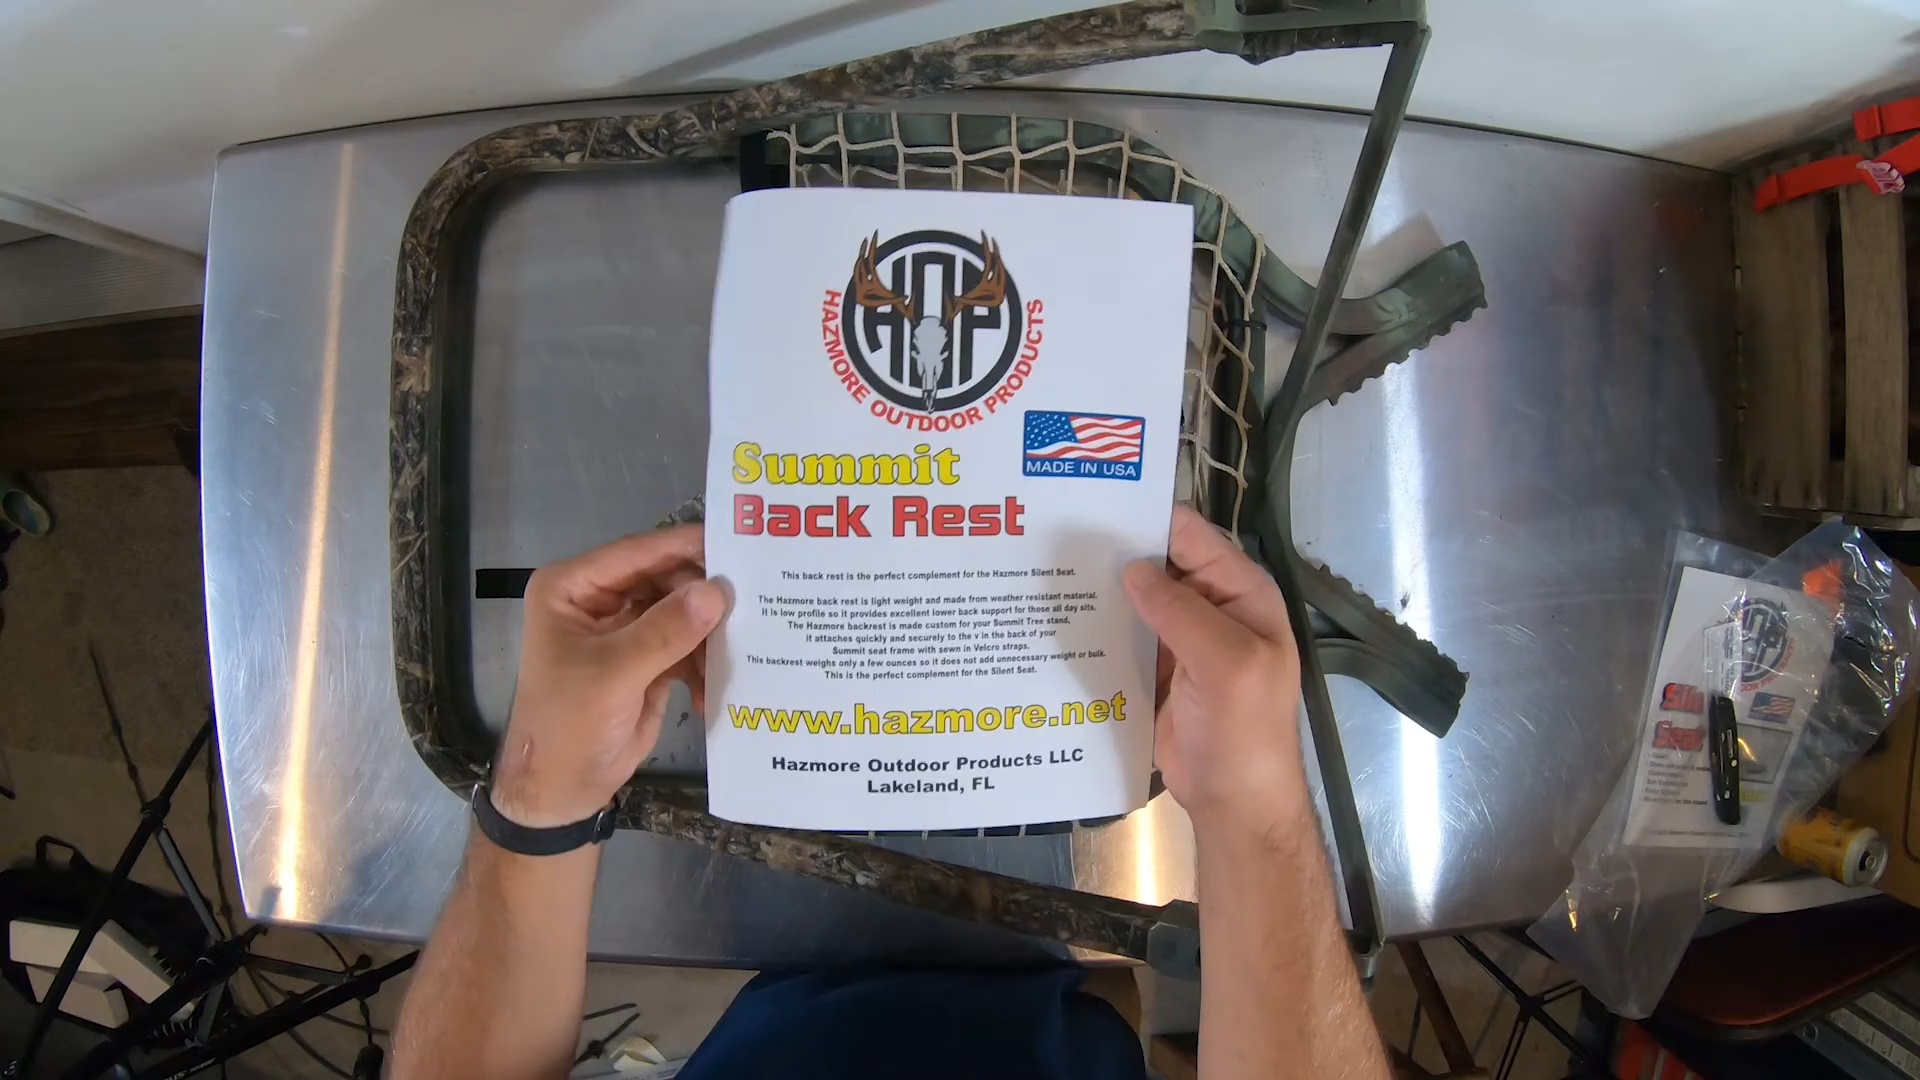 HOP
HAZMORE OUTDOOR PRODUCTS
MADE IN USA
Summit
Back Rest
This back rest is the perfect complement for the Hazmore Silent Seat.
The Hazmore back rest is light weight and made from weather resistant material.
It is low profile so it provides excellent lower back support for those all day sits.
The Hazmore backrest is made custom for your Summit Tree stand,
it attaches quickly and securely to the v in the back of your
Summit seat frame with sewn in Velcro straps.
This backrest weighs only a few ounces so it does not add unnecessary weight or bulk.
This is the perfect complement for the Silent Seat.
www.hazmore.net
Hazmore Outdoor Products LLC
Lakeland, FL
Seat